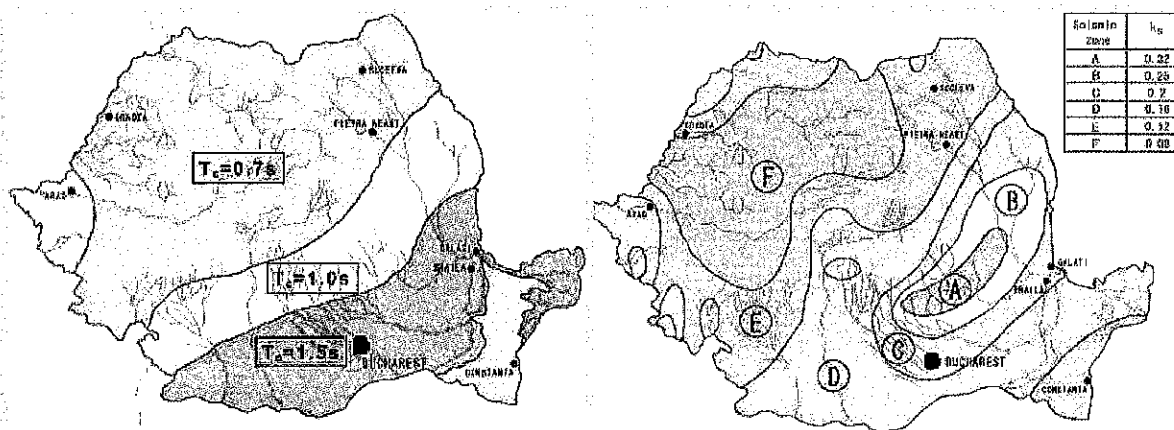 SUCEAVA
ORADEA
PIETRA NEAMT
Tc=0.7s
ARAD
GALATI
BRAILA
Tc=1.0s
Tc=1.5s
BUCHAREST
CONSTANTA
Seismic zone ks
A 0.32
B 0.25
C 0.2
D 0.16
E 0.12
F 0.08
SUCEAVA
ORADEA
PIETRA NEAMT
F
B
ARAD
GALATI
BRAILA
A
E
C
BUCHAREST
D
CONSTANTA